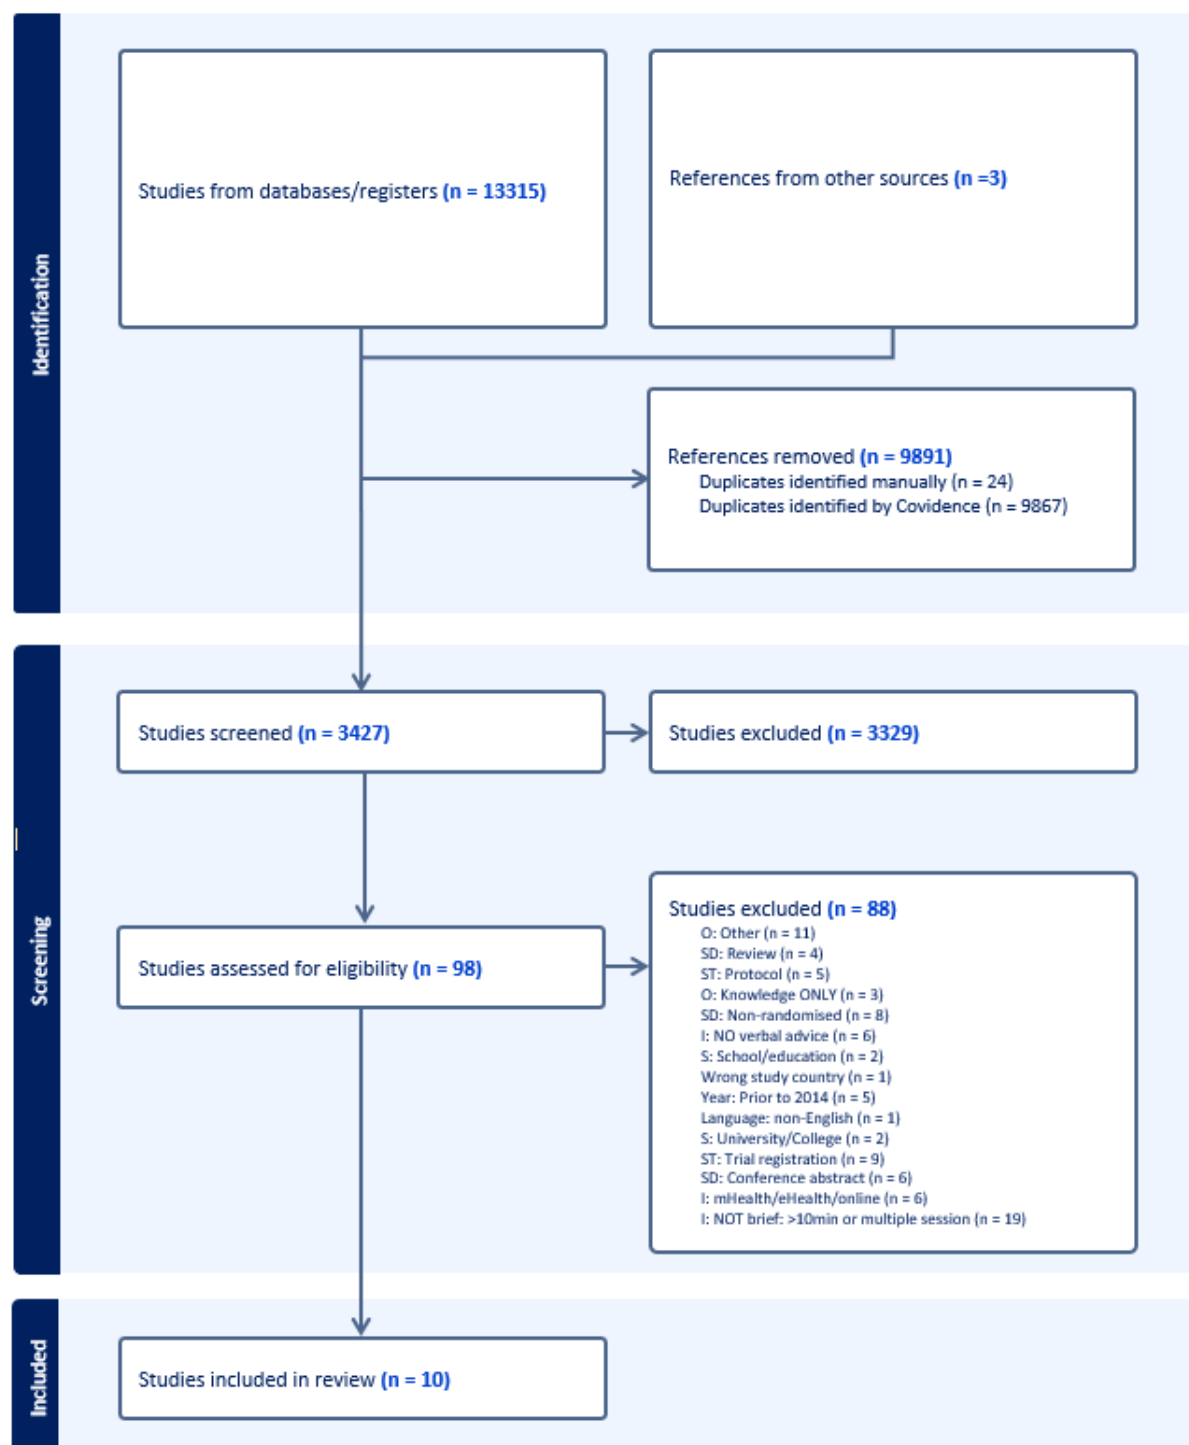 Identification
Studies from databases/registers (n = 13315)
References from other sources (n =3)
References removed (n = 9891)
Duplicates identified manually (n = 24)
Duplicates identified by Covidence (n = 9867)
Screening
Studies screened (n = 3427)
Studies excluded (n = 3329)
Studies assessed for eligibility (n = 98)
Studies excluded (n = 88)
O: Other (n = 11)
SD: Review (n = 4)
ST: Protocol (n = 5)
O: Knowledge ONLY (n = 3)
SD: Non-randomised (n = 8)
I: NO verbal advice (n = 6)
S: School/education (n = 2)
Wrong study country (n = 1)
Year: Prior to 2014 (n = 5)
Language: non-English (n = 1)
S: University/College (n = 2)
ST: Trial registration (n = 9)
SD: Conference abstract (n = 6)
I: mHealth/eHealth/online (n = 6)
I: NOT brief: >10min or multiple session (n = 19)
Included
Studies included in review (n = 10)